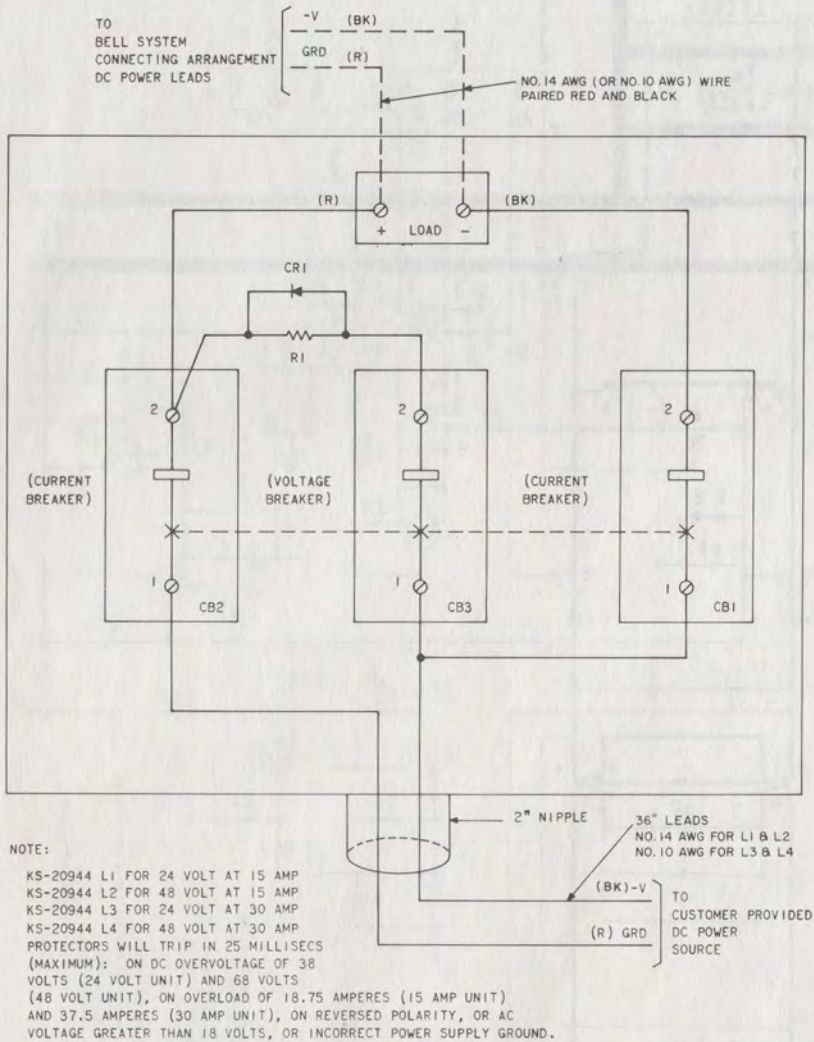 TO
BELL SYSTEM
CONNECTING ARRANGEMENT
DC POWER LEADS
-V (BK)
GRD (R)
NO. 14 AWG (OR NO. 10 AWG) WIRE
PAIRED RED AND BLACK
(R)
(BK)
+ LOAD -
CR1
R1
2
2
2
(CURRENT
BREAKER)
(VOLTAGE
BREAKER)
(CURRENT
BREAKER)
1
1
1
CB2
CB3
CB1
2" NIPPLE
36" LEADS
NO. 14 AWG FOR L1 & L2
NO. 10 AWG FOR L3 & L4
(BK)-V
(R) GRD
TO
CUSTOMER PROVIDED
DC POWER
SOURCE
NOTE:
KS-20944 L1 FOR 24 VOLT AT 15 AMP
KS-20944 L2 FOR 48 VOLT AT 15 AMP
KS-20944 L3 FOR 24 VOLT AT 30 AMP
KS-20944 L4 FOR 48 VOLT AT 30 AMP
PROTECTORS WILL TRIP IN 25 MILLISECS
(MAXIMUM): ON DC OVERVOLTAGE OF 38
VOLTS (24 VOLT UNIT) AND 68 VOLTS
(48 VOLT UNIT), ON OVERLOAD OF 18.75 AMPERES (15 AMP UNIT)
AND 37.5 AMPERES (30 AMP UNIT), ON REVERSED POLARITY, OR AC
VOLTAGE GREATER THAN 18 VOLTS, OR INCORRECT POWER SUPPLY GROUND.